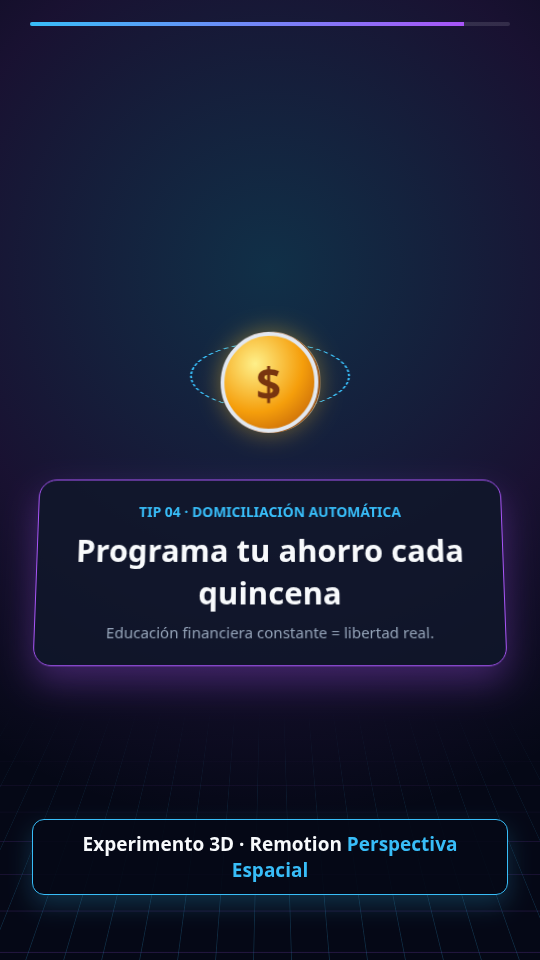 $
TIP 04 · DOMICILIACIÓN AUTOMÁTICA
Programa tu ahorro cada
quincena
Educación financiera constante = libertad real.
Experimento 3D · Remotion Perspectiva
Espacial